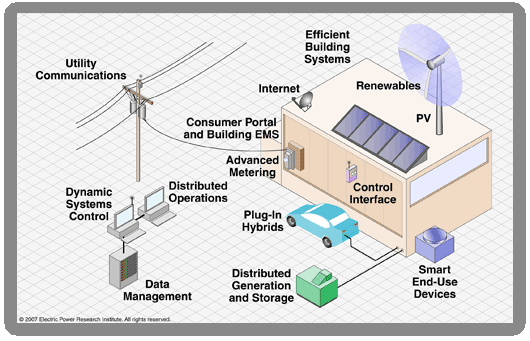 Efficient
Building
Systems
Utility
Communications
Internet
Renewables
PV
Consumer Portal
and Building EMS
Advanced
Metering
Control
Interface
Dynamic
Systems
Control
Distributed
Operations
Plug-In
Hybrids
Data
Management
Distributed
Generation
and Storage
Smart
End-Use
Devices
© 2007 Electric Power Research Institute. All rights reserved.